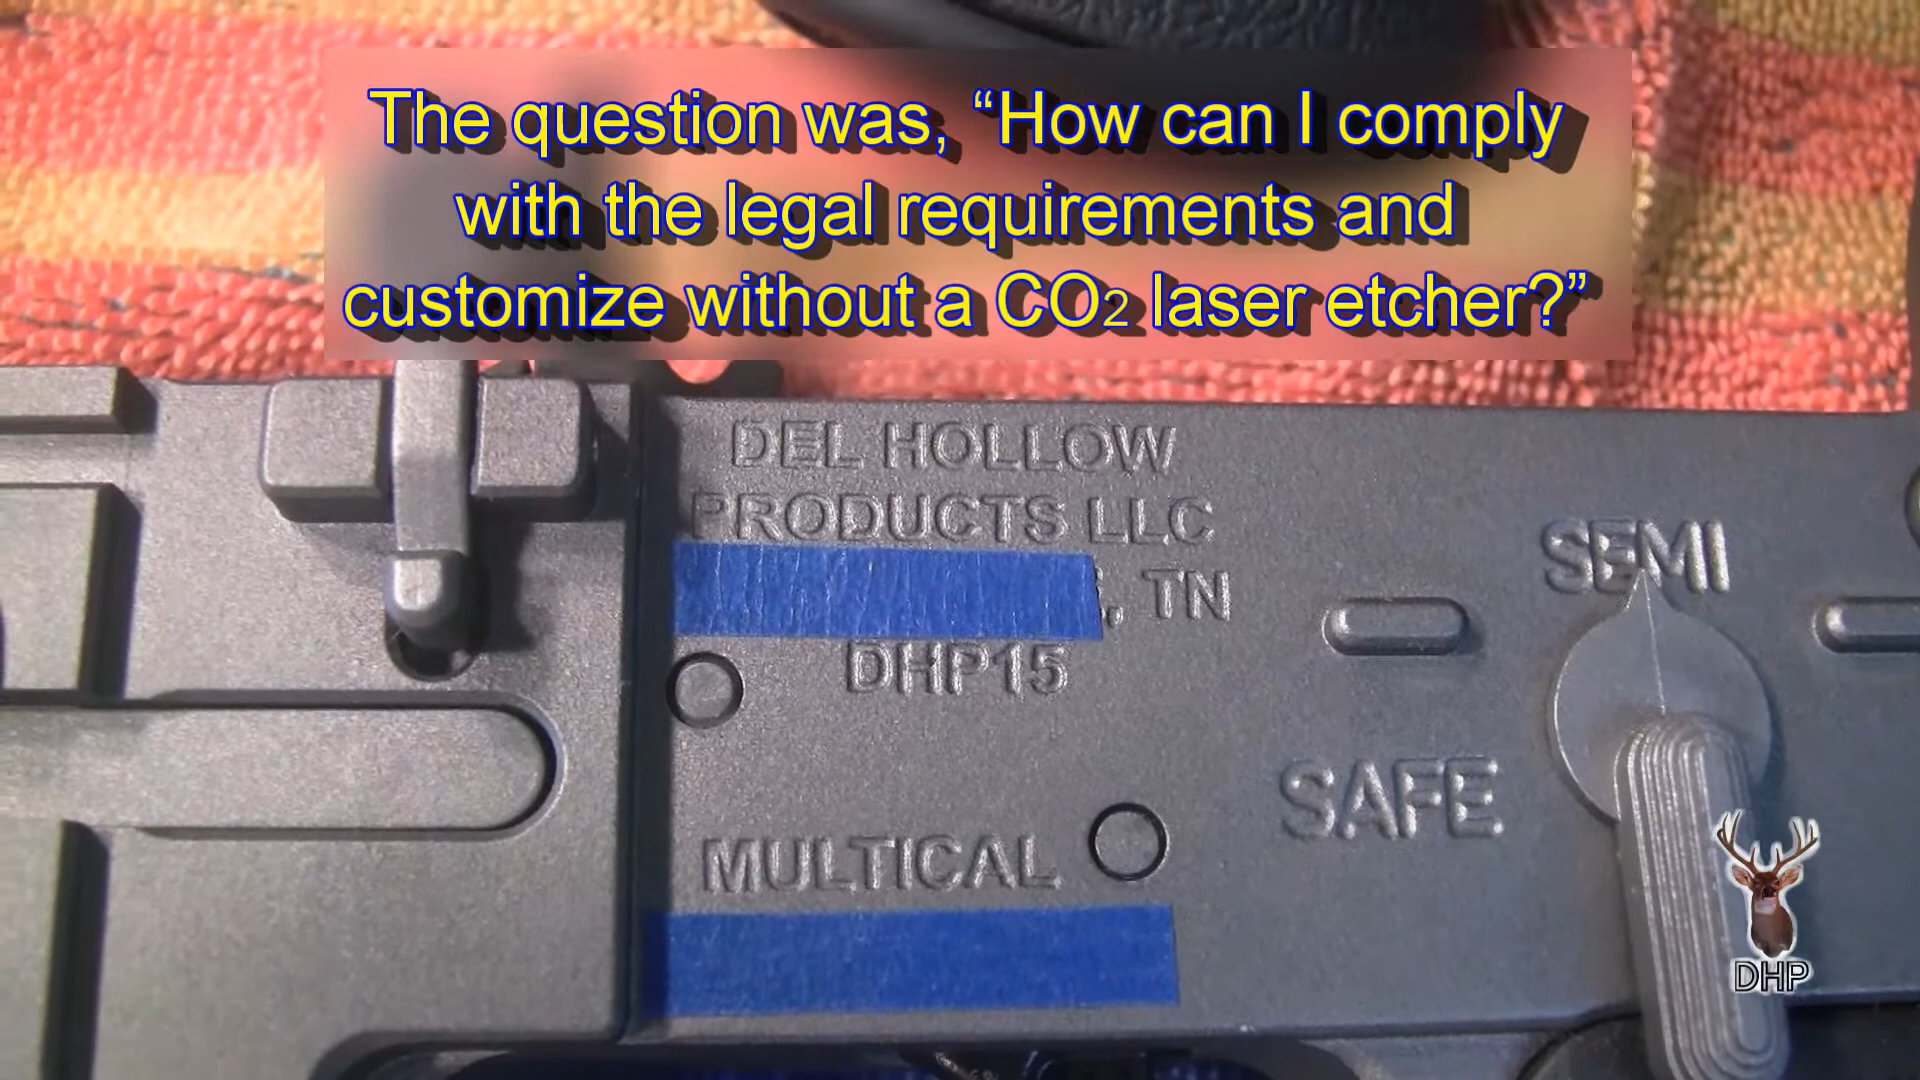 The question was, “How can I comply
with the legal requirements and
customize without a CO2 laser etcher?”
DEL HOLLOW
PRODUCTS LLC
, TN
DHP15
MULTICAL
SEMI
SAFE
DHP